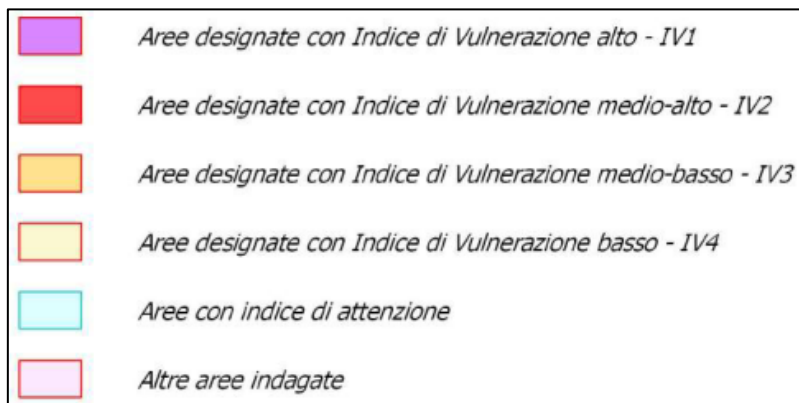 Aree designate con Indice di Vulnerazione alto - IV1
Aree designate con Indice di Vulnerazione medio-alto - IV2
Aree designate con Indice di Vulnerazione medio-basso - IV3
Aree designate con Indice di Vulnerazione basso - IV4
Aree con indice di attenzione
Altre aree indagate